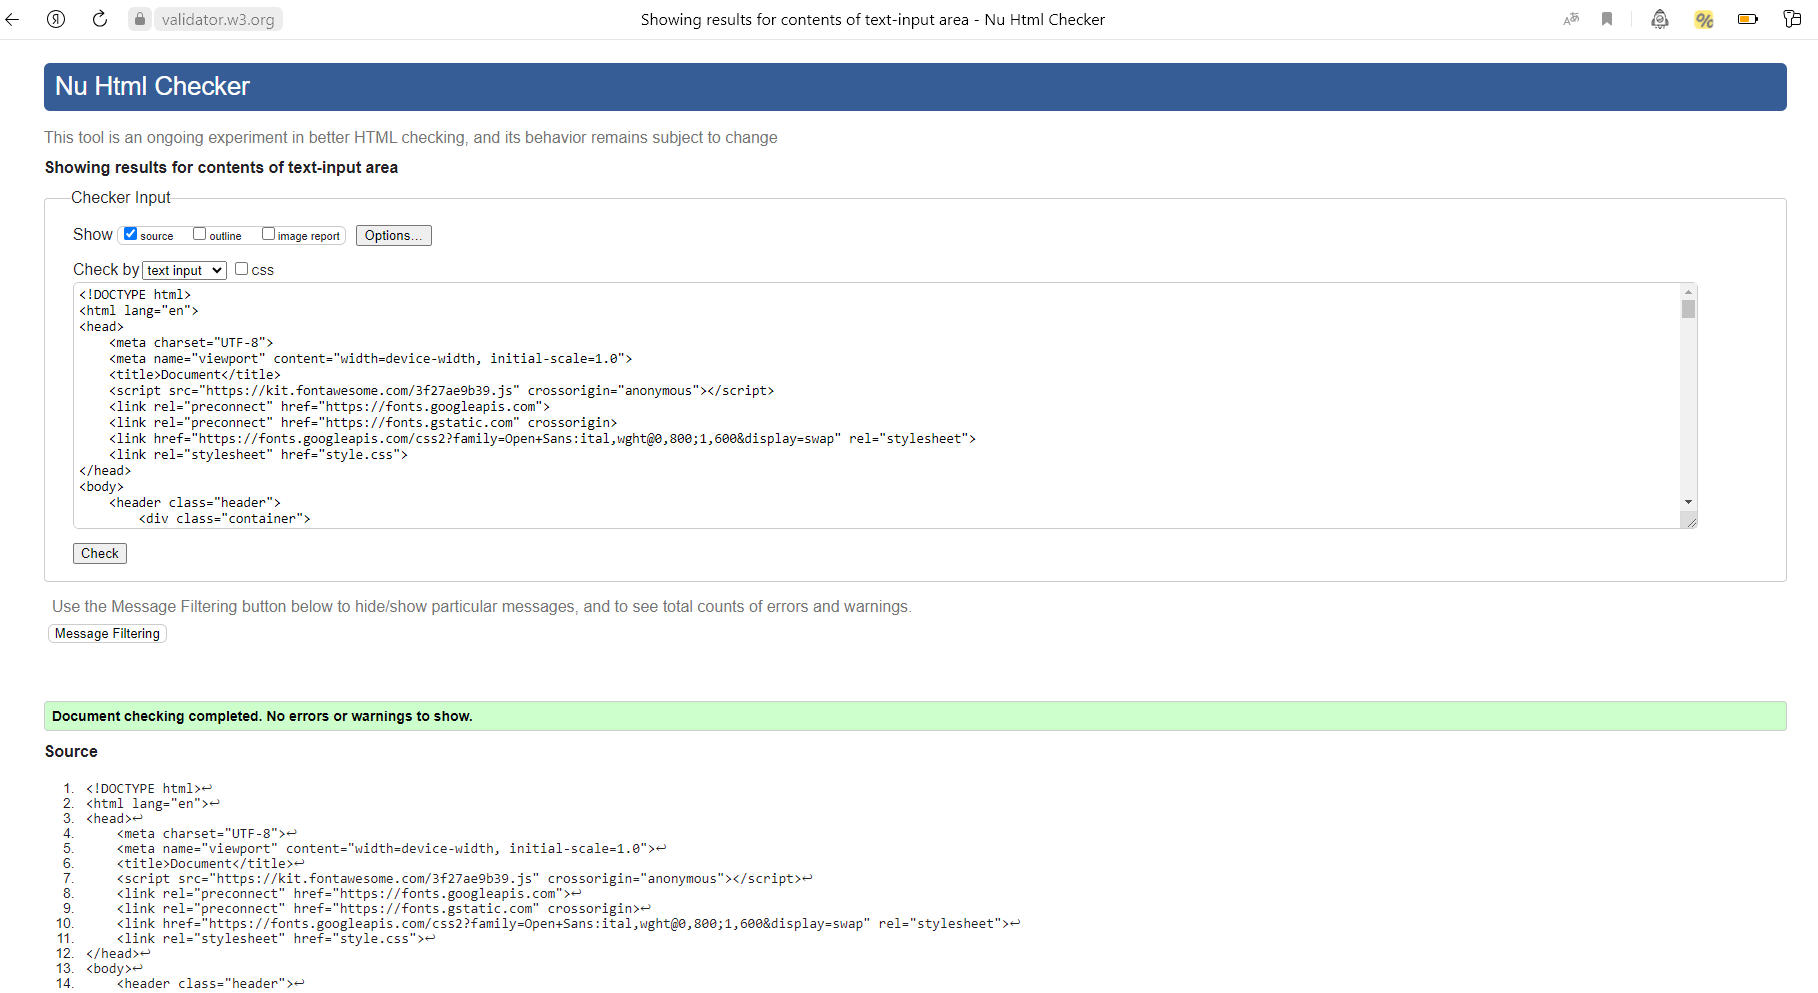 validator.w3.org
Showing results for contents of text-input area - Nu Html Checker
Nu Html Checker
This tool is an ongoing experiment in better HTML checking, and its behavior remains subject to change
Showing results for contents of text-input area
Checker Input
Show source outline image report Options...
Check by text input css
<!DOCTYPE html>
<html lang="en">
<head>
    <meta charset="UTF-8">
    <meta name="viewport" content="width=device-width, initial-scale=1.0">
    <title>Document</title>
    <script src="https://kit.fontawesome.com/3f27ae9b39.js" crossorigin="anonymous"></script>
    <link rel="preconnect" href="https://fonts.googleapis.com">
    <link rel="preconnect" href="https://fonts.gstatic.com" crossorigin>
    <link href="https://fonts.googleapis.com/css2?family=Open+Sans:ital,wght@0,800;1,600&display=swap" rel="stylesheet">
    <link rel="stylesheet" href="style.css">
</head>
<body>
    <header class="header">
        <div class="container">
Check
Use the Message Filtering button below to hide/show particular messages, and to see total counts of errors and warnings.
Message Filtering
Document checking completed. No errors or warnings to show.
Source
1. <!DOCTYPE html>↩
2. <html lang="en">↩
3. <head>↩
4.     <meta charset="UTF-8">↩
5.     <meta name="viewport" content="width=device-width, initial-scale=1.0">↩
6.     <title>Document</title>↩
7.     <script src="https://kit.fontawesome.com/3f27ae9b39.js" crossorigin="anonymous"></script>↩
8.     <link rel="preconnect" href="https://fonts.googleapis.com">↩
9.     <link rel="preconnect" href="https://fonts.gstatic.com" crossorigin>↩
10.     <link href="https://fonts.googleapis.com/css2?family=Open+Sans:ital,wght@0,800;1,600&display=swap" rel="stylesheet">↩
11.     <link rel="stylesheet" href="style.css">↩
12. </head>↩
13. <body>↩
14.     <header class="header">↩